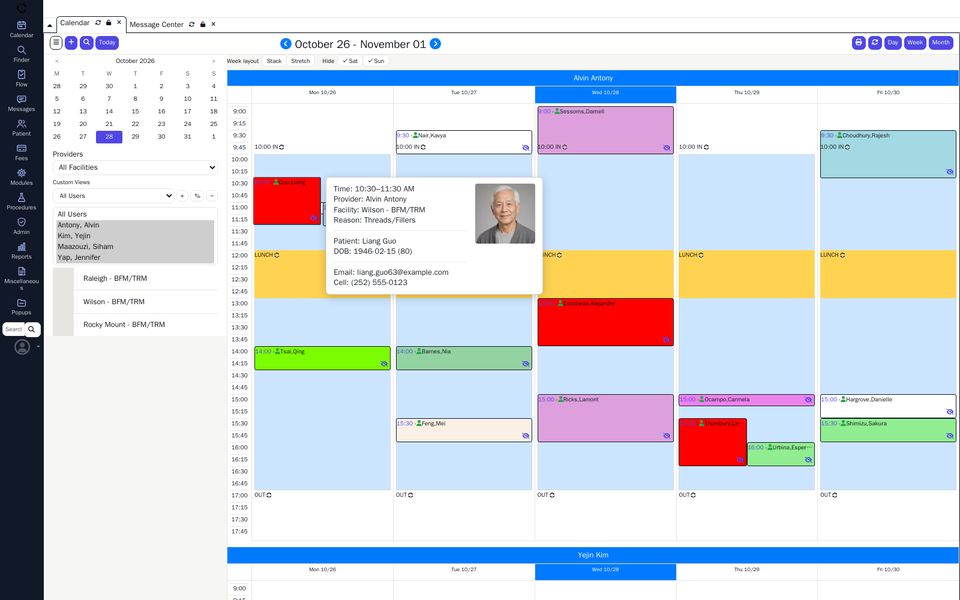 Calendar
Message Center
Calendar
Finder
Flow
Messages
Patient
Fees
Modules
Procedures
Admin
Reports
Miscellaneou
s
Popups
Search
Today
October 26 - November 01
Day
Week
Month
< October 2026 >
M T W T F S S
28 29 30 1 2 3 4
5 6 7 8 9 10 11
12 13 14 15 16 17 18
19 20 21 22 23 24 25
26 27 28 29 30 31 1
Providers
All Facilities
Custom Views
All Users
All Users
Antony, Alvin
Kim, Yejin
Maazouzi, Siham
Yap, Jennifer
Raleigh - BFM/TRM
Wilson - BFM/TRM
Rocky Mount - BFM/TRM
Week layout Stack Stretch Hide ✓Sat ✓Sun
Alvin Antony
Mon 10/26 Tue 10/27 Wed 10/28 Thu 10/29 Fri 10/30
9:00
9:00 - Sessoms,Darnell
9:30
9:30 - Nair,Kavya
Choudhury,Rajesh
9:45
10:00 IN
10:00 IN
10:00 IN
10:00 IN
10:00
10:30
Guo,Liang
10:45
11:00
11:15
11:30
11:45
Time: 10:30–11:30 AM
Provider: Alvin Antony
Facility: Wilson - BFM/TRM
Reason: Threads/Fillers
Patient: Liang Guo
DOB: 1946-02-15 (80)
Email: liang.guo63@example.com
Cell: (252) 555-0123
12:00
LUNCH
LUNCH
LUNCH
LUNCH
12:15
12:30
12:45
13:00
13:15
13:30
13:45
14:00
14:00 - Tsai,Qing
14:00 - Barnes,Nia
14:15
14:30
14:45
15:00
15:00 - Ricks,Lamont
15:00 - Ocampo,Carmela
15:00 - Hargrove,Danielle
15:15
15:30
15:30 - Feng,Mei
15:30 - Shimizu,Sakura
15:45
16:00
16:00 - Urbina,Esper
16:15
16:30
16:45
17:00
OUT
OUT
OUT
OUT
OUT
17:15
17:30
17:45
Yejin Kim
Mon 10/26 Tue 10/27 Wed 10/28 Thu 10/29 Fri 10/30
9:00